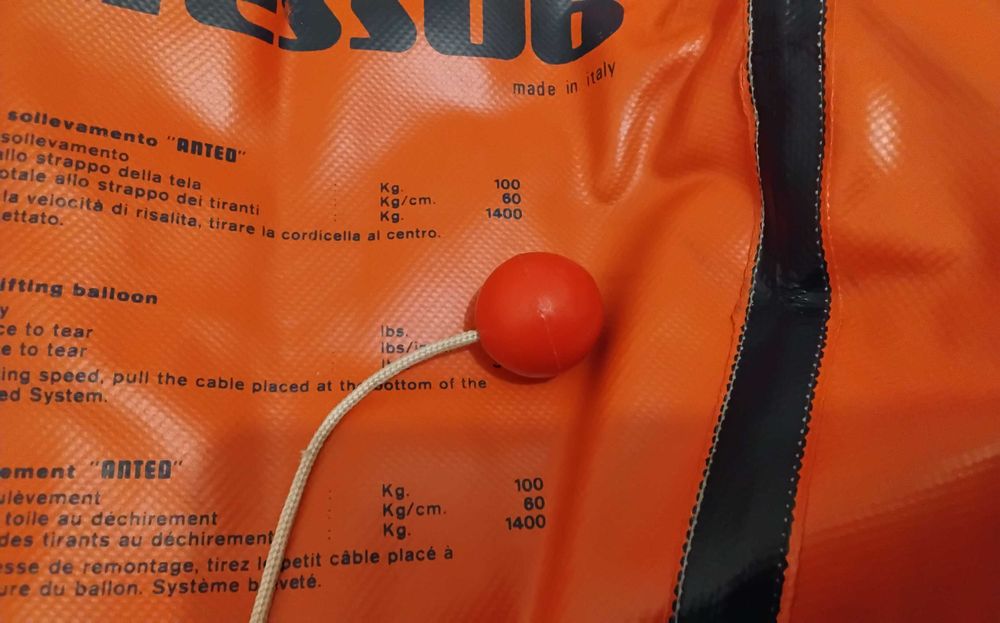 made in italy
sollevamento "ANTEO"
sollevamento
allo strappo della tela
totale allo strappo dei tiranti
la velocità di risalita, tirare la cordicella al centro.
ettato.
Kg. 100
Kg/cm. 60
Kg. 1400
ifting balloon
y
ce to tear
e to tear
lbs.
lbs/i
ing speed, pull the cable placed at the bottom of the
ed System.
ement "ANTEO"
ulèvement
toile au déchirement
des tirants au déchirement
Kg. 100
Kg/cm. 60
Kg. 1400
esse de remontage, tirez le petit câble placé à
ure du ballon. Système breveté.